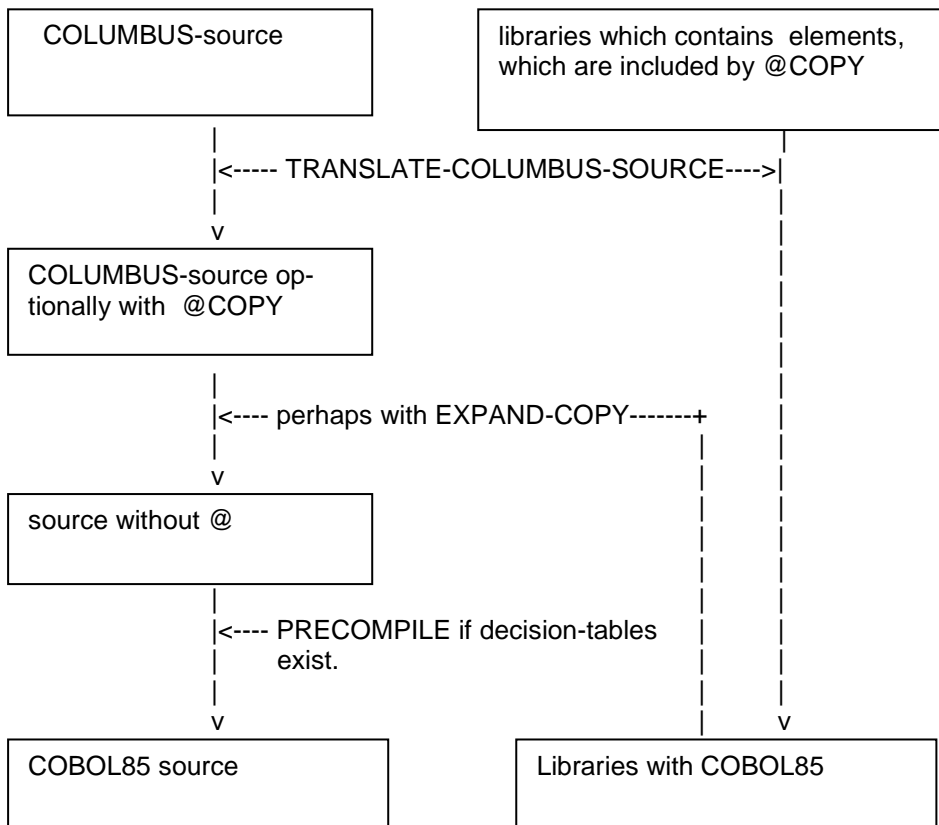 COLUMBUS-source
libraries which contains elements,
which are included by @COPY
|<----- TRANSLATE-COLUMBUS-SOURCE---->|
v
COLUMBUS-source op-
tionally with @COPY
|<---- perhaps with EXPAND-COPY-------+
v
source without @
|<---- PRECOMPILE if decision-tables
exist.
v v
COBOL85 source
Libraries with COBOL85